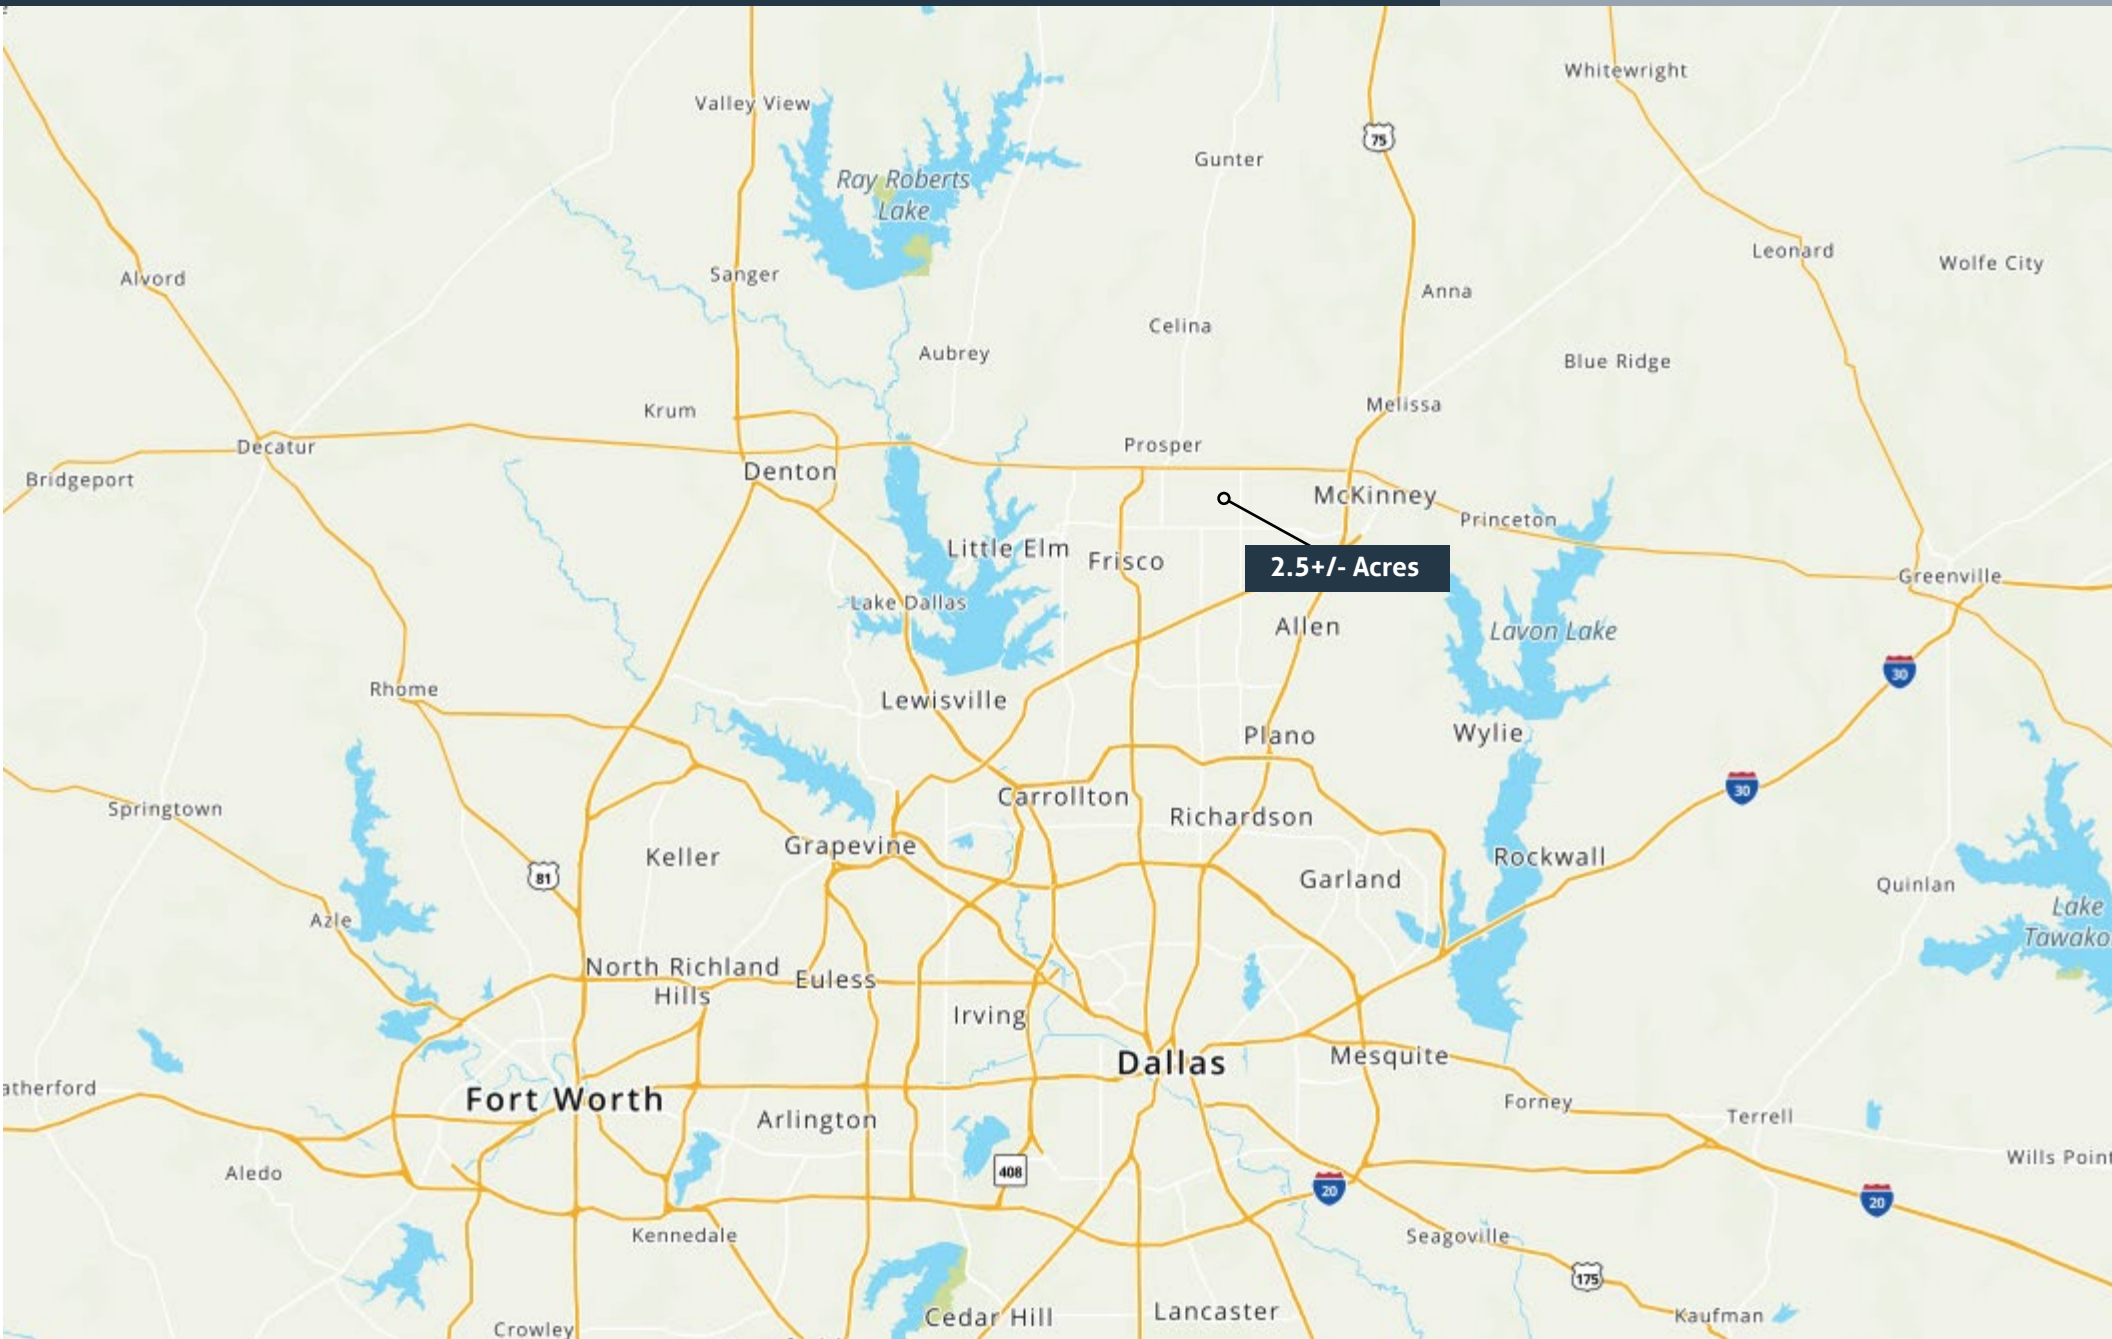 Whitewright
Valley View
75
Gunter
Ray Roberts
Lake
Leonard
Wolfe City
Sanger
Alvord
Anna
Celina
Aubrey
Blue Ridge
Melissa
Krum
Prosper
Decatur
Denton
Bridgeport
McKinney
Princeton
Little Elm
Frisco
2.5+/- Acres
Greenville
Lake Dallas
Allen
Lavon Lake
30
Rhome
Lewisville
Plano
Wylie
30
Carrollton
Springtown
Richardson
Grapevine
Keller
Rockwall
81
Garland
Quinlan
Lake
Tawako
Azle
North Richland
Hills
Euless
Irving
Mesquite
Dallas
atherford
Fort Worth
Forney
Arlington
Terrell
Wills Point
408
Aledo
20
20
Kennedale
Seagoville
175
Cedar Hill
Lancaster
Kaufman
Crowley